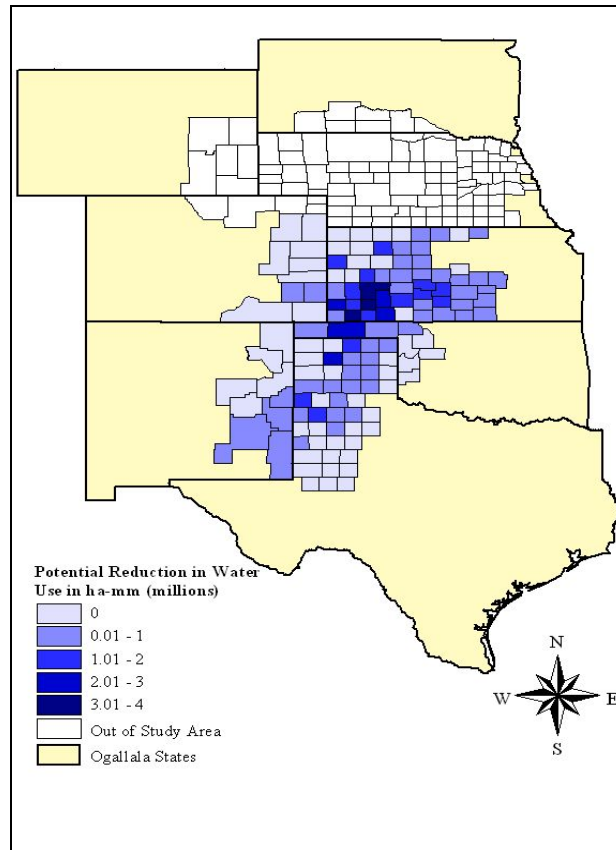 Potential Reduction in Water
Use in ha-mm (millions)
0
0.01 - 1
1.01 - 2
2.01 - 3
3.01 - 4
Out of Study Area
Ogallala States
N
W E
S